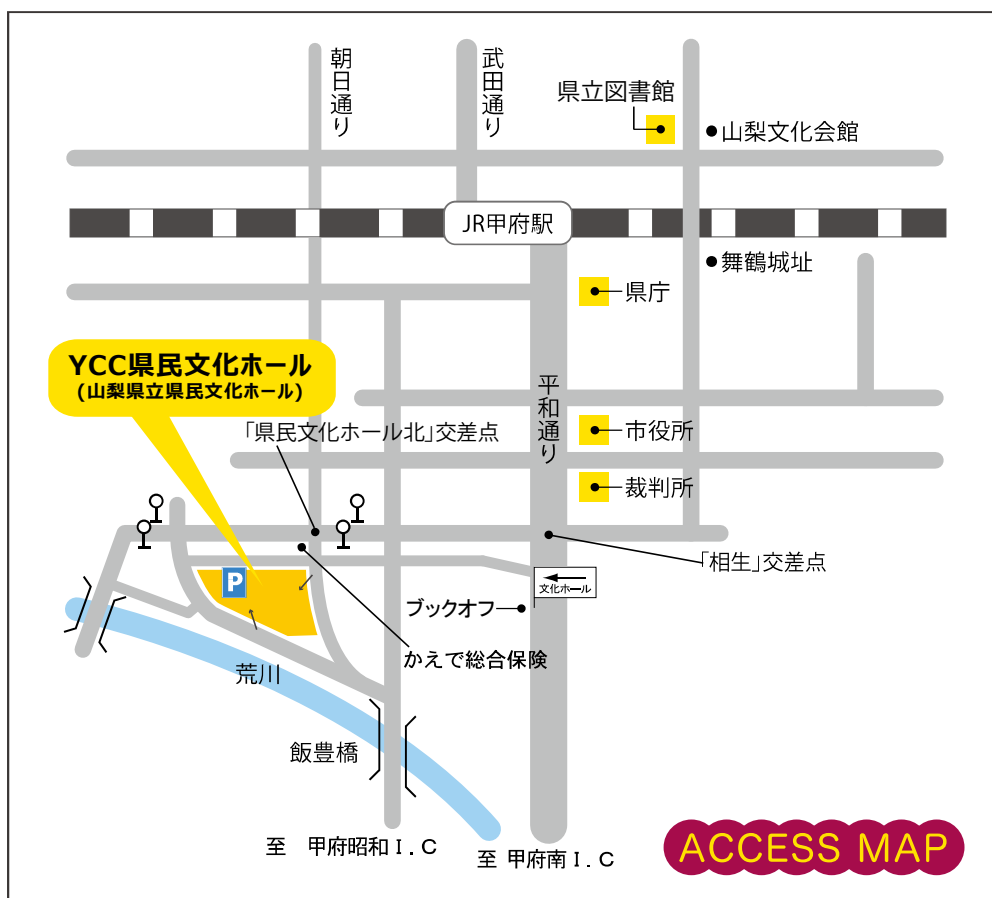 朝日通り
武田通り
県立図書館
山梨文化会館
JR甲府駅
舞鶴城址
県庁
YCC県民文化ホール
(山梨県立県民文化ホール)
平和通り
「県民文化ホール北」交差点
市役所
裁判所
「相生」交差点
P
文化ホール
ブックオフ
かえで総合保険
荒川
飯豊橋
至 甲府昭和I.C
至 甲府南I.C
ACCESS MAP